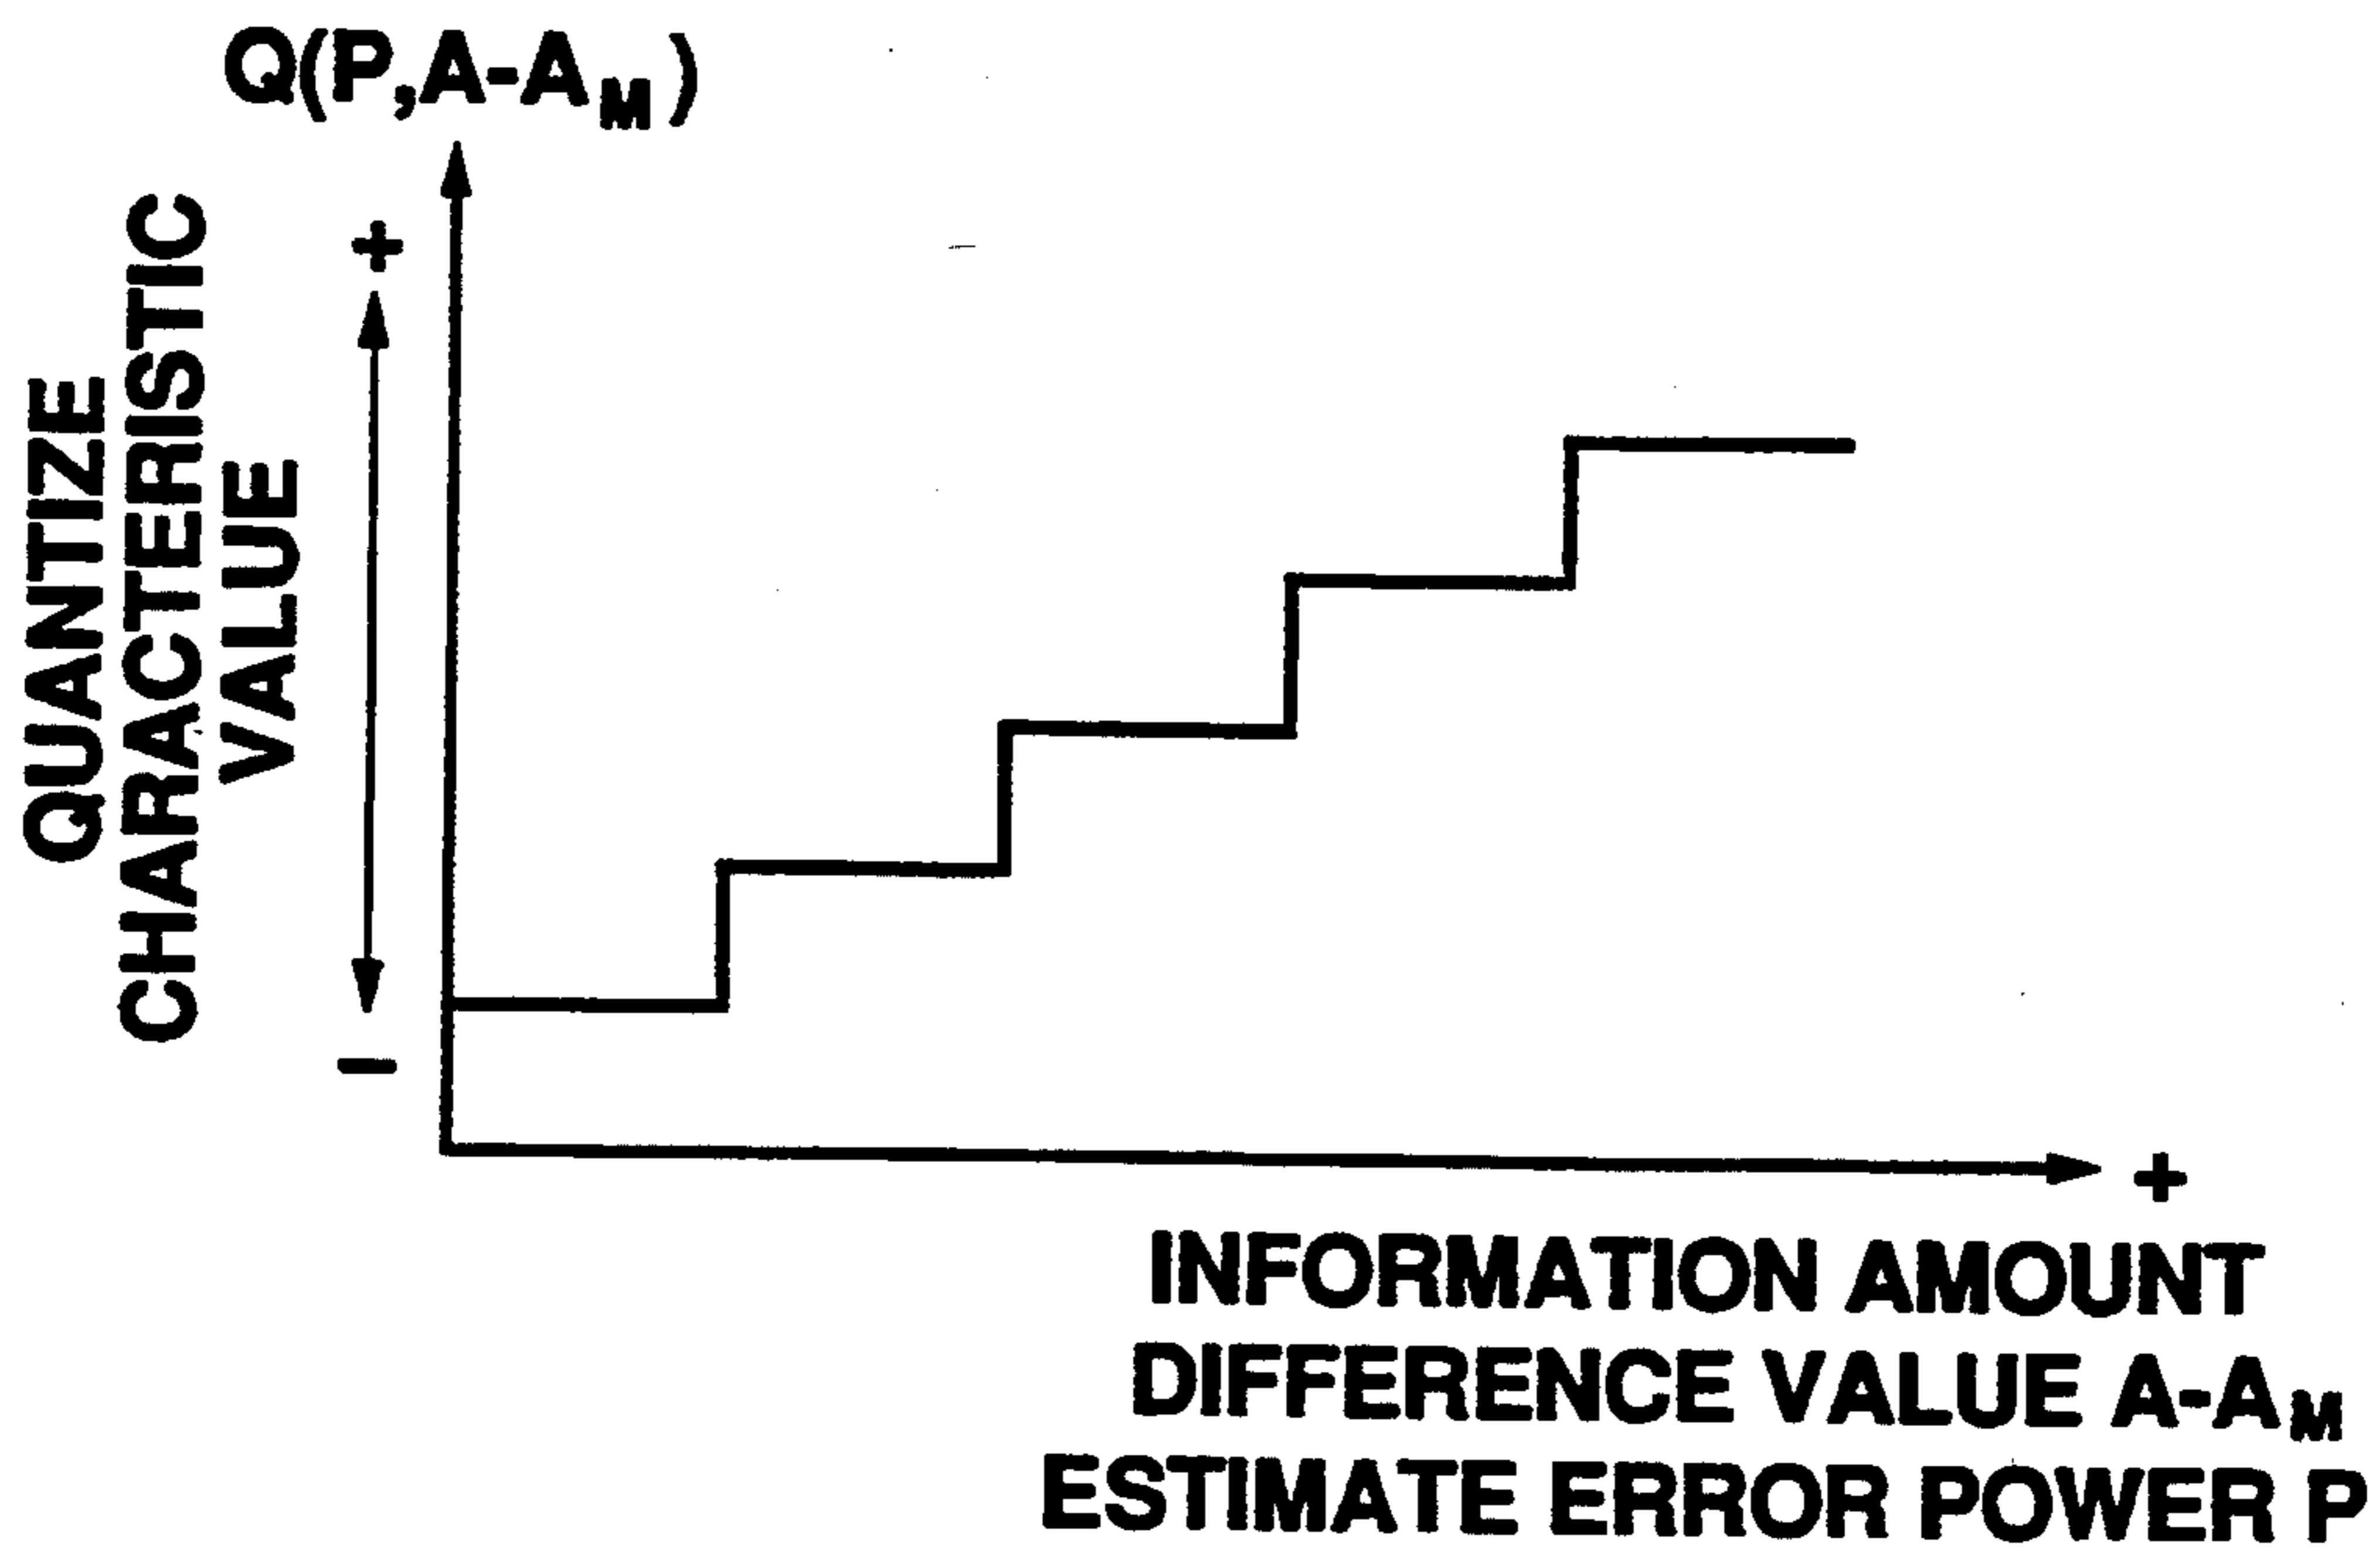 Q(P,A-AM)
+
QUANTIZE
CHARACTERISTIC
VALUE
−
+
INFORMATION AMOUNT
DIFFERENCE VALUE A-AM
ESTIMATE ERROR POWER P